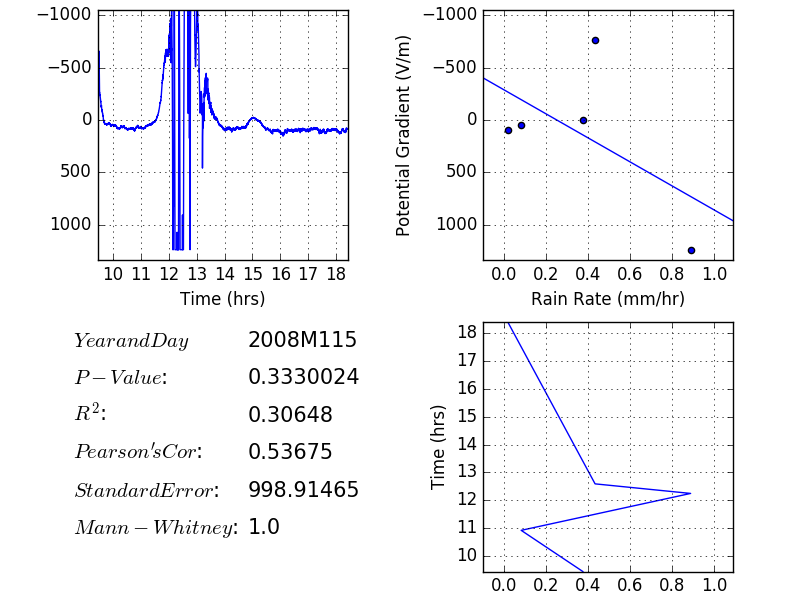 −1000
−500
0
500
1000
10 11 12 13 14 15 16 17 18
Time (hrs)
Potential Gradient (V/m)
−1000
−500
0
500
1000
0.0 0.2 0.4 0.6 0.8 1.0
Rain Rate (mm/hr)
YearandDay 2008M115
P−Value: 0.3330024
R²: 0.30648
Pearson'sCor: 0.53675
StandardError: 998.91465
Mann−Whitney: 1.0
Time (hrs)
18
17
16
15
14
13
12
11
10
0.0 0.2 0.4 0.6 0.8 1.0